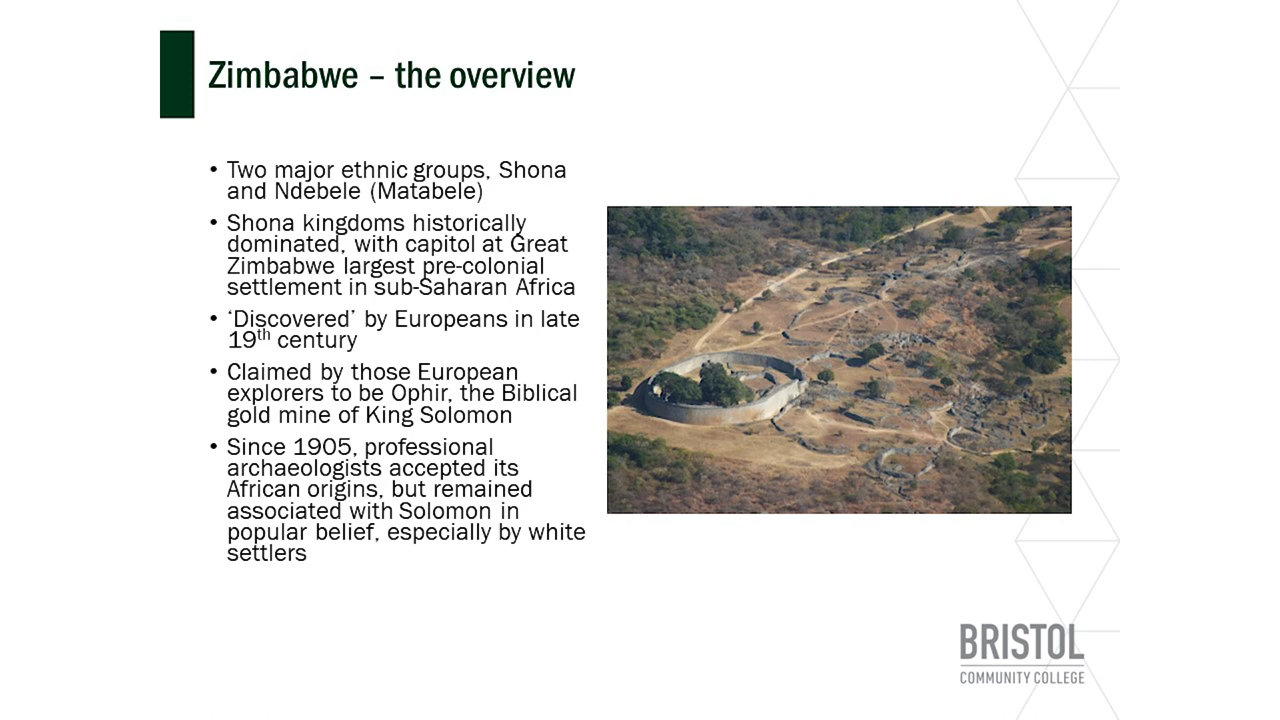 Zimbabwe – the overview
• Two major ethnic groups, Shona
and Ndebele (Matabele)
• Shona kingdoms historically
dominated, with capitol at Great
Zimbabwe largest pre-colonial
settlement in sub-Saharan Africa
• ‘Discovered’ by Europeans in late
19th century
• Claimed by those European
explorers to be Ophir, the Biblical
gold mine of King Solomon
• Since 1905, professional
archaeologists accepted its
African origins, but remained
associated with Solomon in
popular belief, especially by white
settlers
BRISTOL
COMMUNITY COLLEGE